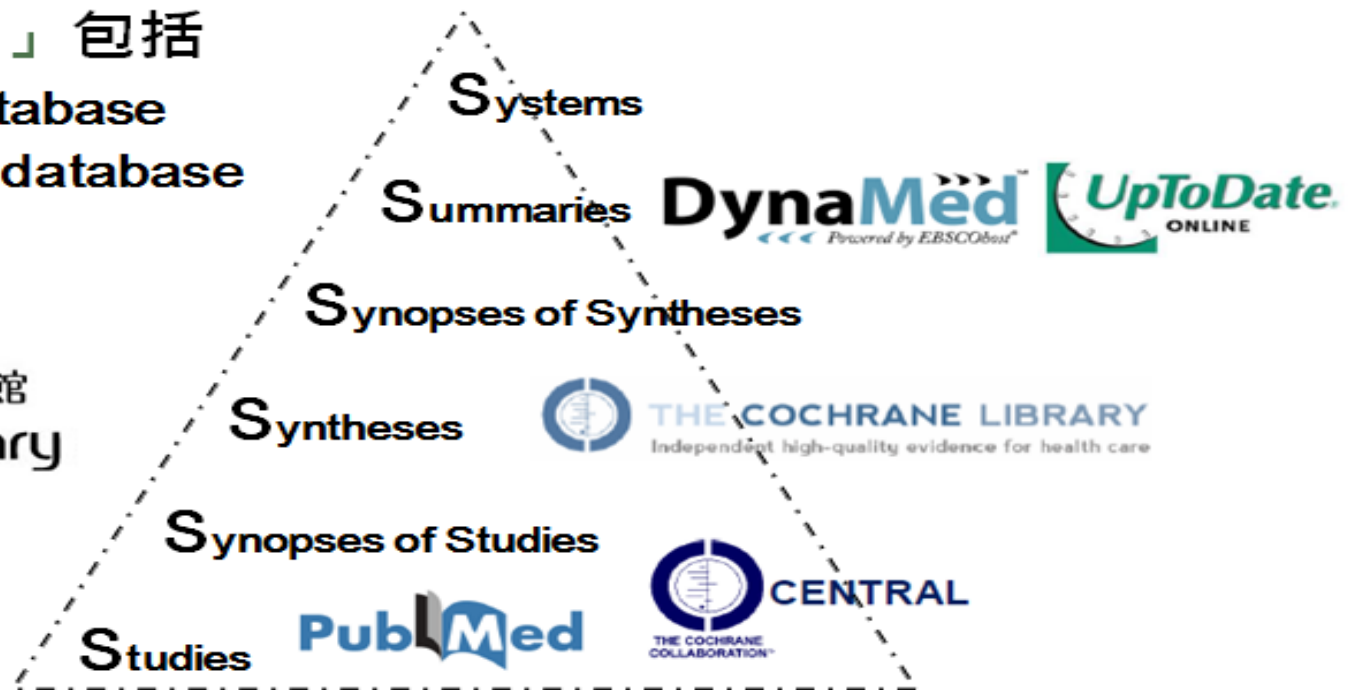 」包括
tabase
database
館
ary
Systems
Summaries
DynaMed
Powered by EBSCOhost
UpToDate
ONLINE
Synopses of Syntheses
Syntheses
THE COCHRANE LIBRARY
Independent high-quality evidence for health care
Synopses of Studies
CENTRAL
THE COCHRANE
COLLABORATION
PubMed
Studies